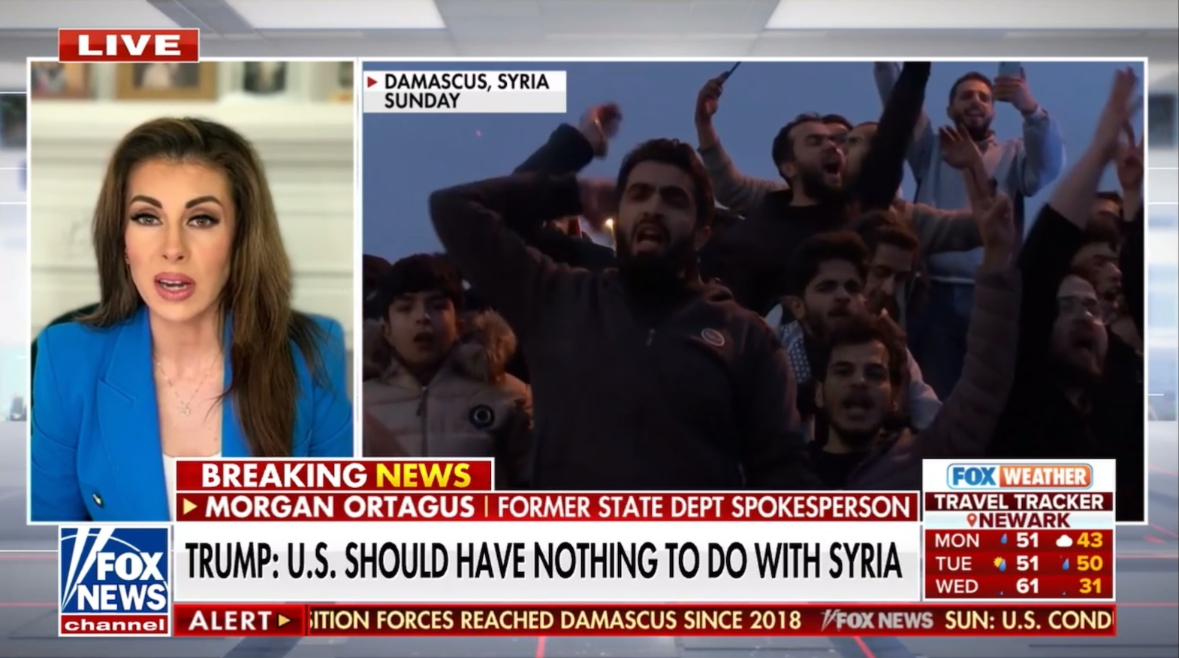 LIVE
DAMASCUS, SYRIA
SUNDAY
BREAKING NEWS
MORGAN ORTAGUS | FORMER STATE DEPT SPOKESPERSON
TRUMP: U.S. SHOULD HAVE NOTHING TO DO WITH SYRIA
FOX
NEWS
channel
FOX WEATHER
TRAVEL TRACKER
NEWARK
MON 51 43
TUE 51 50
WED 61 31
ALERT ITION FORCES REACHED DAMASCUS SINCE 2018 FOX NEWS SUN: U.S. COND